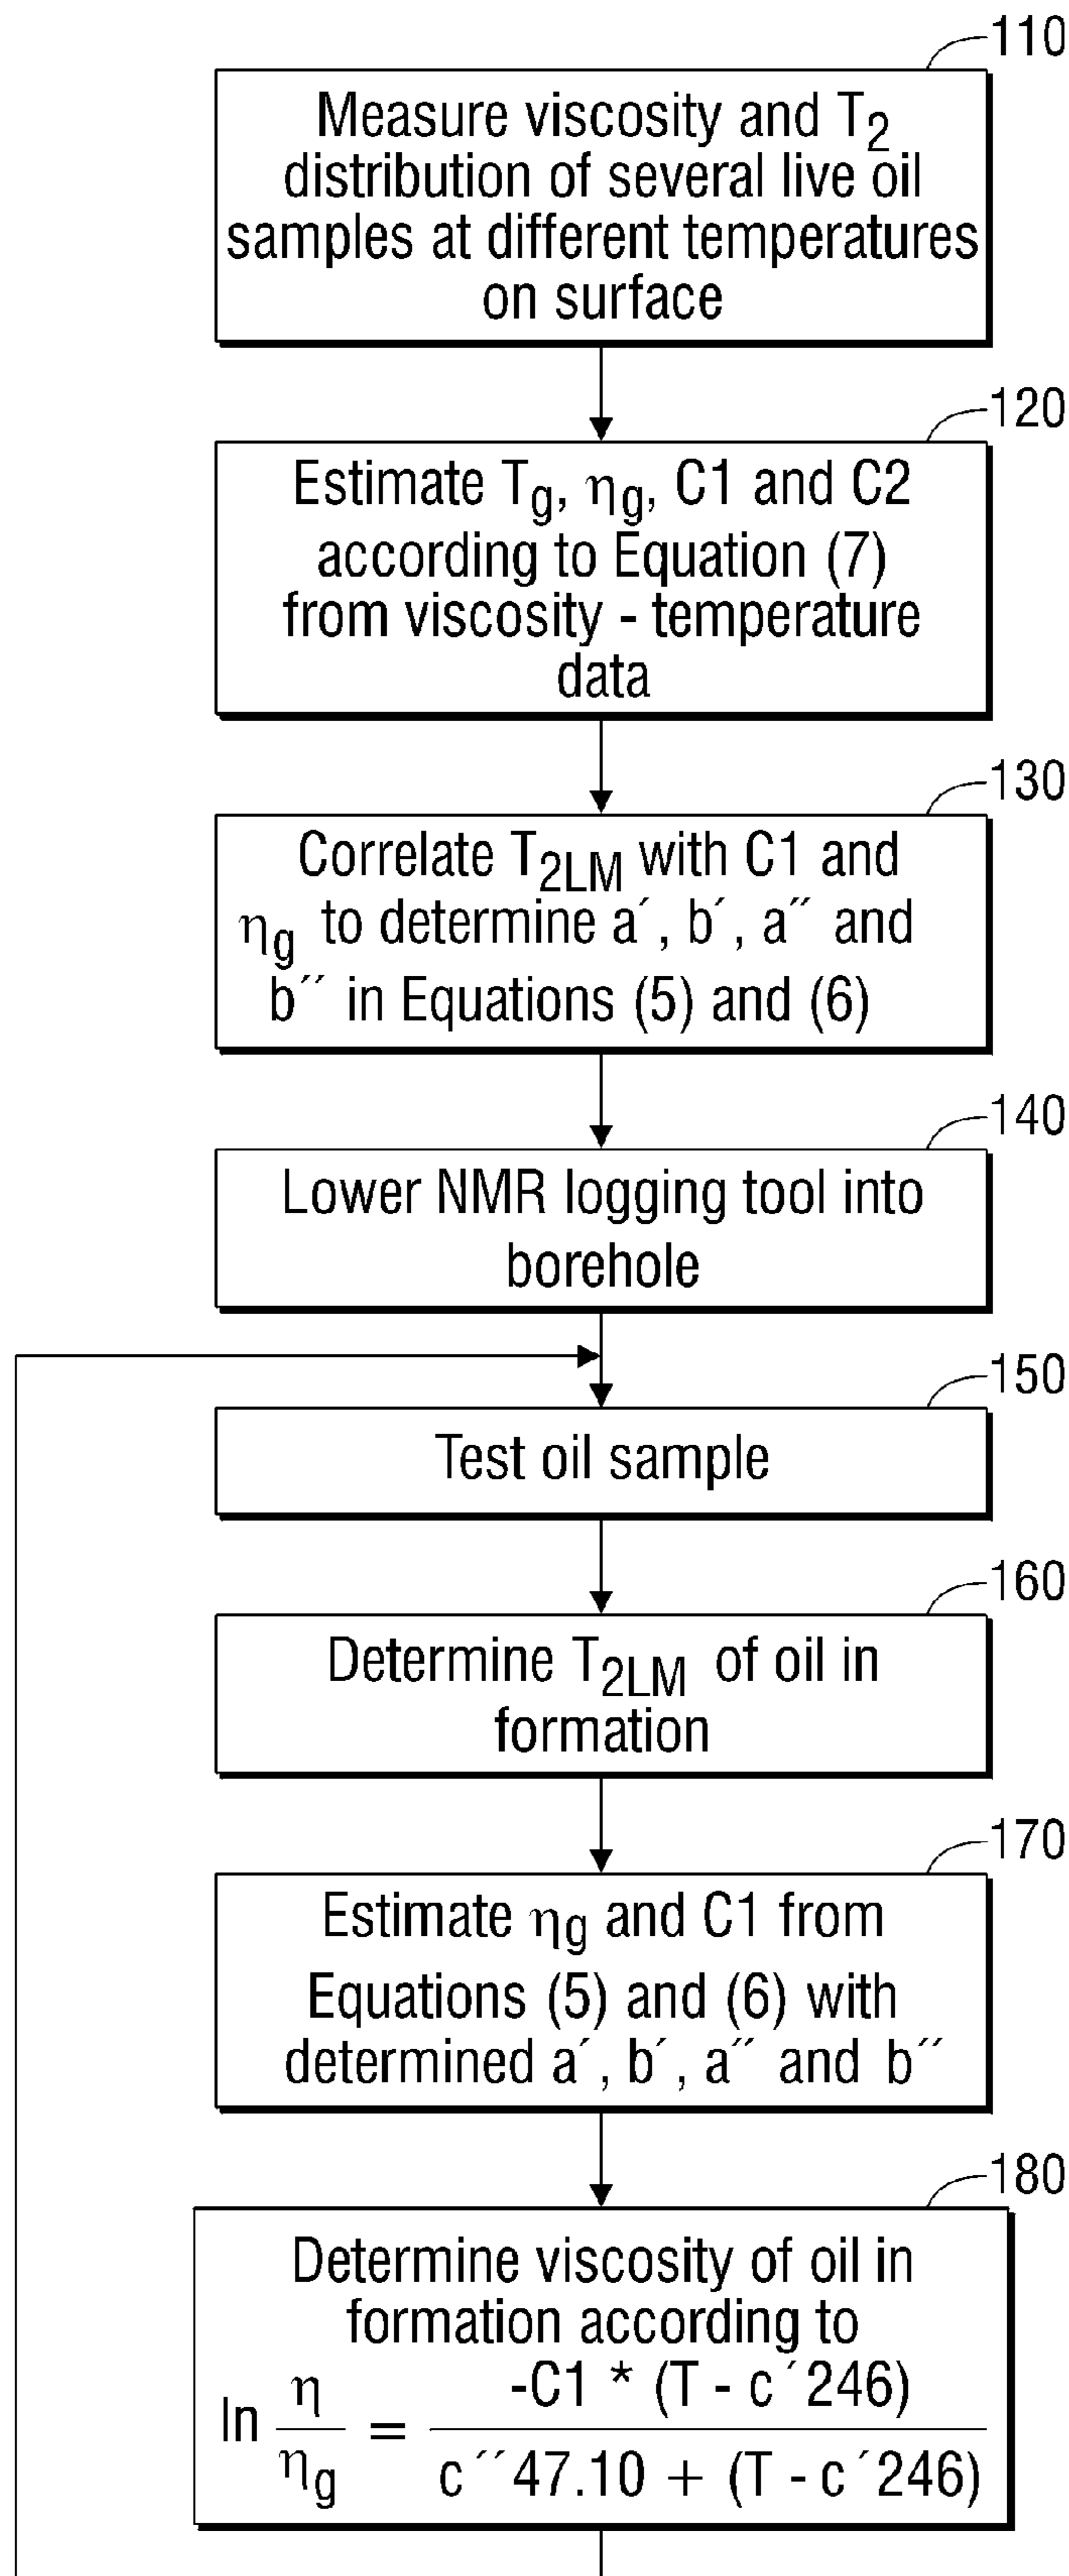 110
Measure viscosity and T2
distribution of several live oil
samples at different temperatures
on surface
120
Estimate Tg, ηg, C1 and C2
according to Equation (7)
from viscosity - temperature
data
130
Correlate T2LM with C1 and
ηg to determine a´, b´, a´´ and
b´´ in Equations (5) and (6)
140
Lower NMR logging tool into
borehole
150
Test oil sample
160
Determine T2LM of oil in
formation
170
Estimate ηg and C1 from
Equations (5) and (6) with
determined a´, b´, a´´ and b´´
180
Determine viscosity of oil in
formation according to
ln η/ηg = -C1 * (T - c´246) / c´´47.10 + (T - c´246)